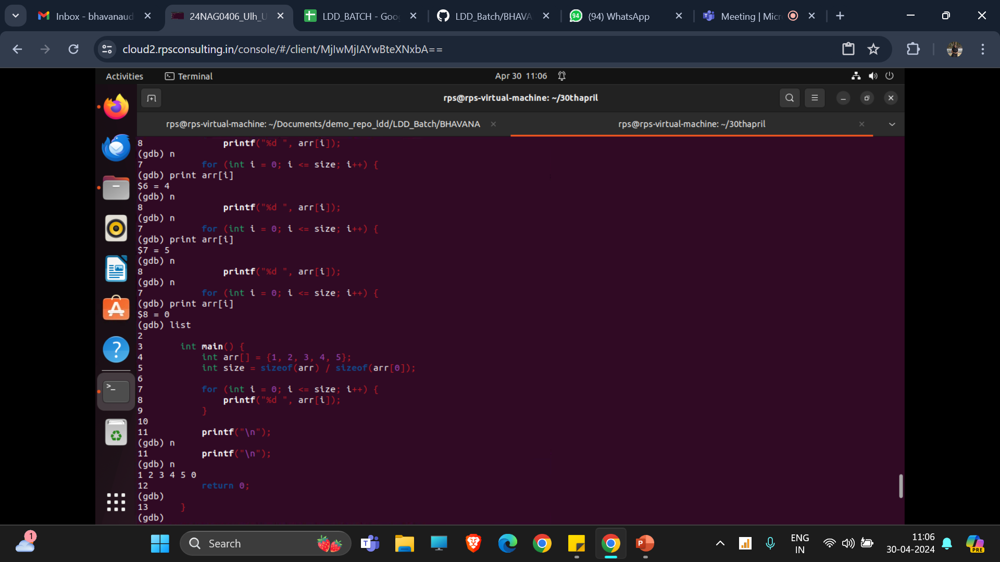 Inbox - bhavanaud
24NAG0406_Ulh_U
LDD_BATCH - Goo
LDD_Batch/BHAVA
94
(94) WhatsApp
Meeting | Micr
cloud2.rpsconsulting.in/console/#/client/MjIwMjIAYwBteXNxbA==
Activities
Terminal
Apr 30 11:06
rps@rps-virtual-machine: ~/30thapril
rps@rps-virtual-machine: ~/Documents/demo_repo_ldd/LDD_Batch/BHAVANA
rps@rps-virtual-machine: ~/30thapril
8               printf("%d ", arr[i]);
(gdb) n
7           for (int i = 0; i <= size; i++) {
(gdb) print arr[i]
$6 = 4
(gdb) n
8               printf("%d ", arr[i]);
(gdb) n
7           for (int i = 0; i <= size; i++) {
(gdb) print arr[i]
$7 = 5
(gdb) n
8               printf("%d ", arr[i]);
(gdb) n
7           for (int i = 0; i <= size; i++) {
(gdb) print arr[i]
$8 = 0
(gdb) list
2
3       int main() {
4           int arr[] = {1, 2, 3, 4, 5};
5           int size = sizeof(arr) / sizeof(arr[0]);
6
7           for (int i = 0; i <= size; i++) {
8               printf("%d ", arr[i]);
9           }
10
11          printf("\n");
(gdb) n
11          printf("\n");
(gdb) n
1 2 3 4 5 0
12          return 0;
(gdb)
13      }
(gdb)
1
Search
ENG
IN
11:06
30-04-2024
PRE